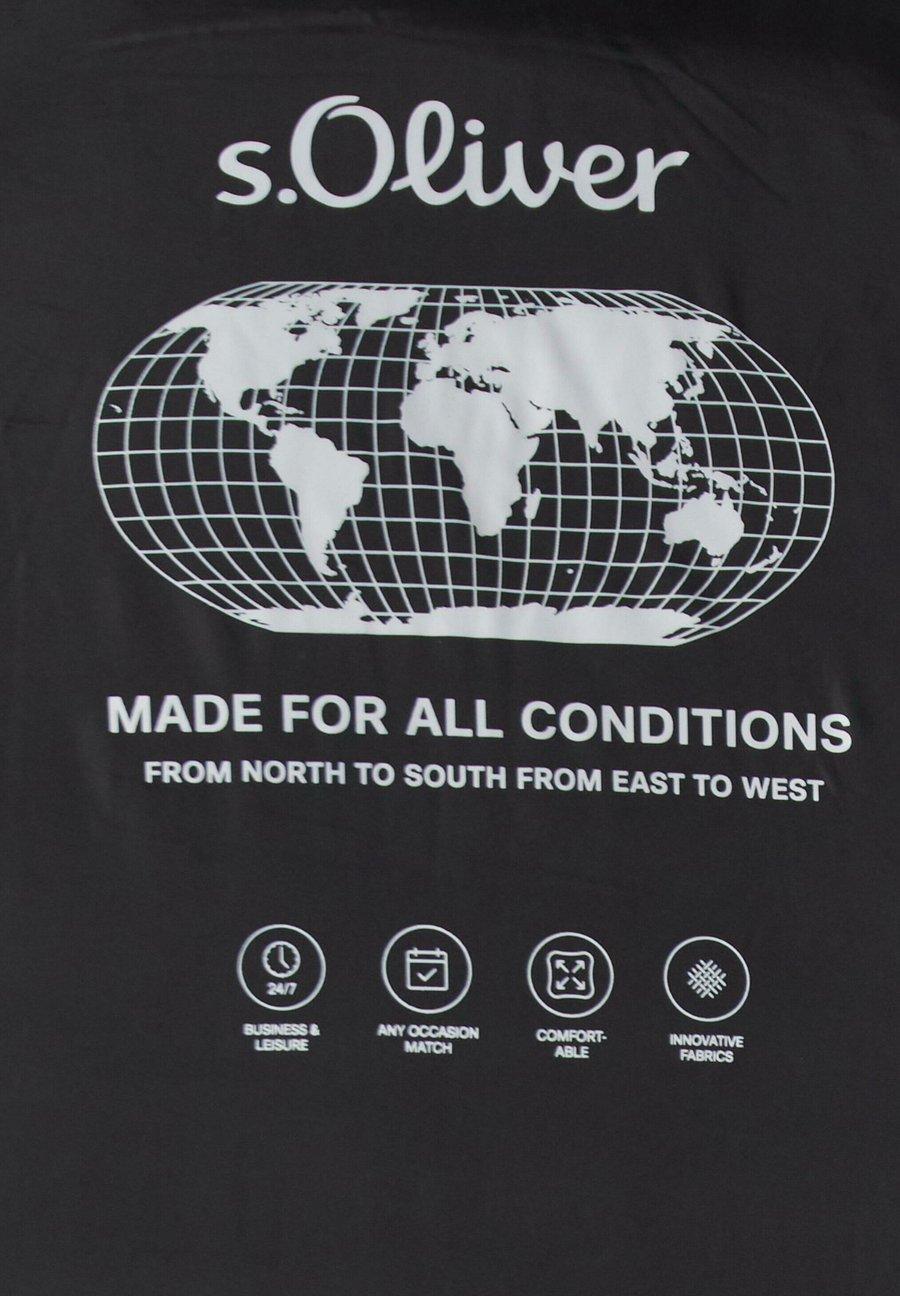 s.Oliver
MADE FOR ALL CONDITIONS
FROM NORTH TO SOUTH FROM EAST TO WEST
24/7
BUSINESS &
LEISURE
ANY OCCASION
MATCH
COMFORT-
ABLE
INNOVATIVE
FABRICS